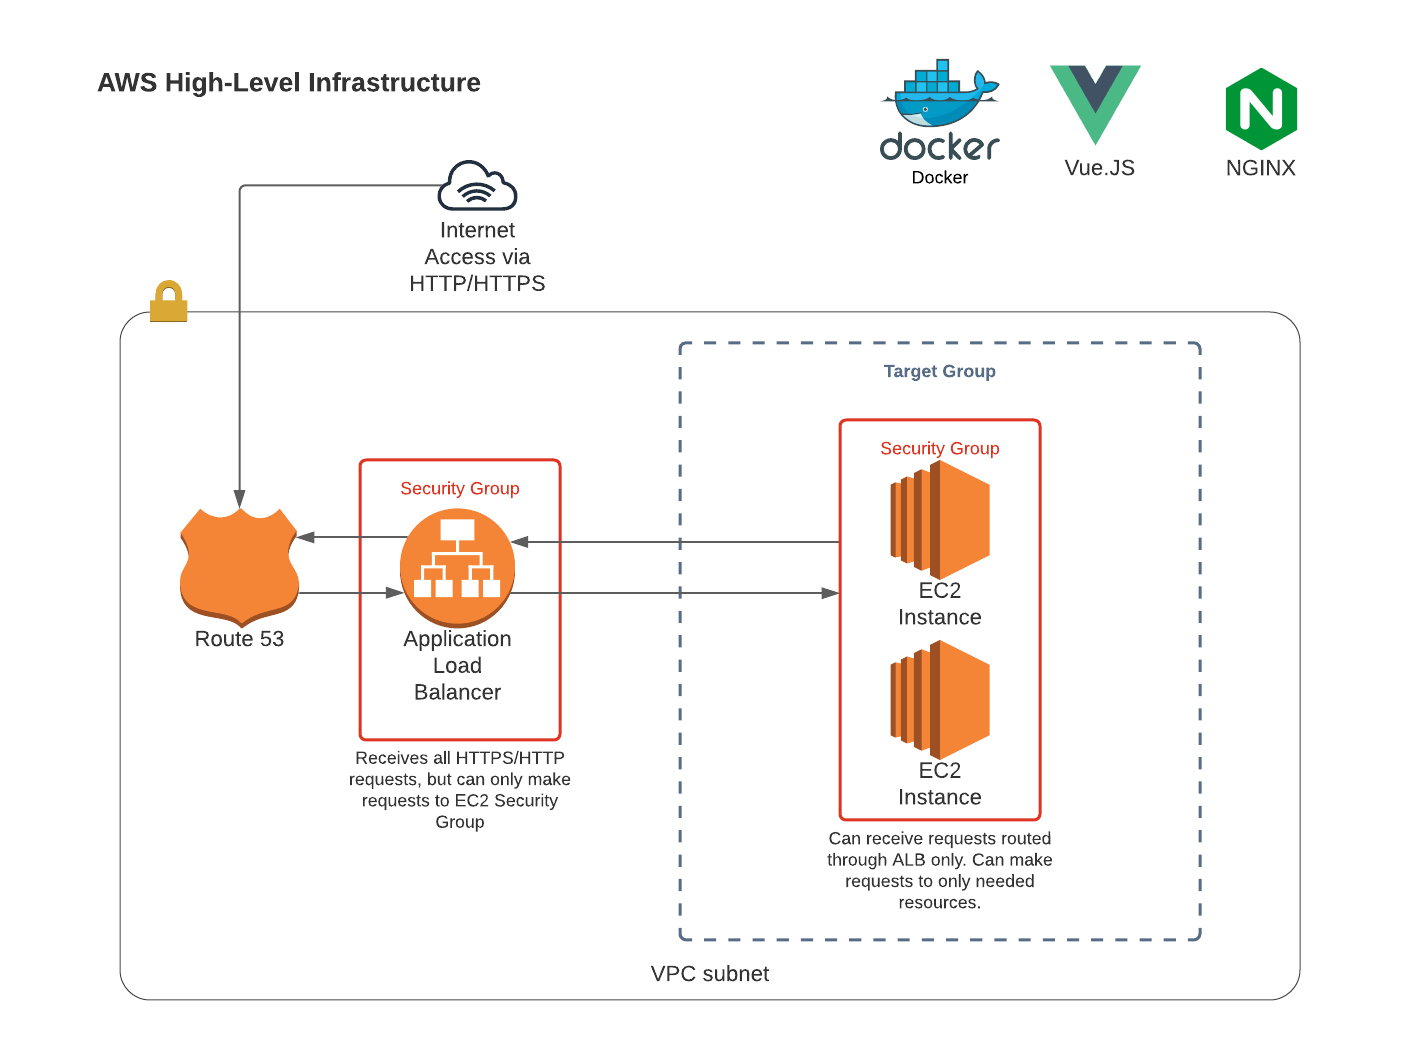 AWS High-Level Infrastructure
docker
Docker
Vue.JS
NGINX
Internet
Access via
HTTP/HTTPS
Target Group
Security Group
EC2
Instance
EC2
Instance
Can receive requests routed
through ALB only. Can make
requests to only needed
resources.
Security Group
Application
Load
Balancer
Receives all HTTPS/HTTP
requests, but can only make
requests to EC2 Security
Group
Route 53
VPC subnet